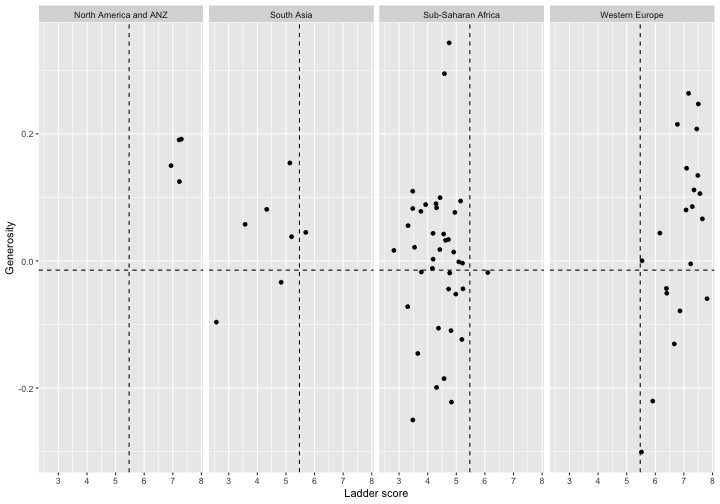 North America and ANZ
South Asia
Sub-Saharan Africa
Western Europe
Generosity
0.2
0.0
-0.2
3 4 5 6 7 8
3 4 5 6 7 8
3 4 5 6 7 8
3 4 5 6 7 8
Ladder score